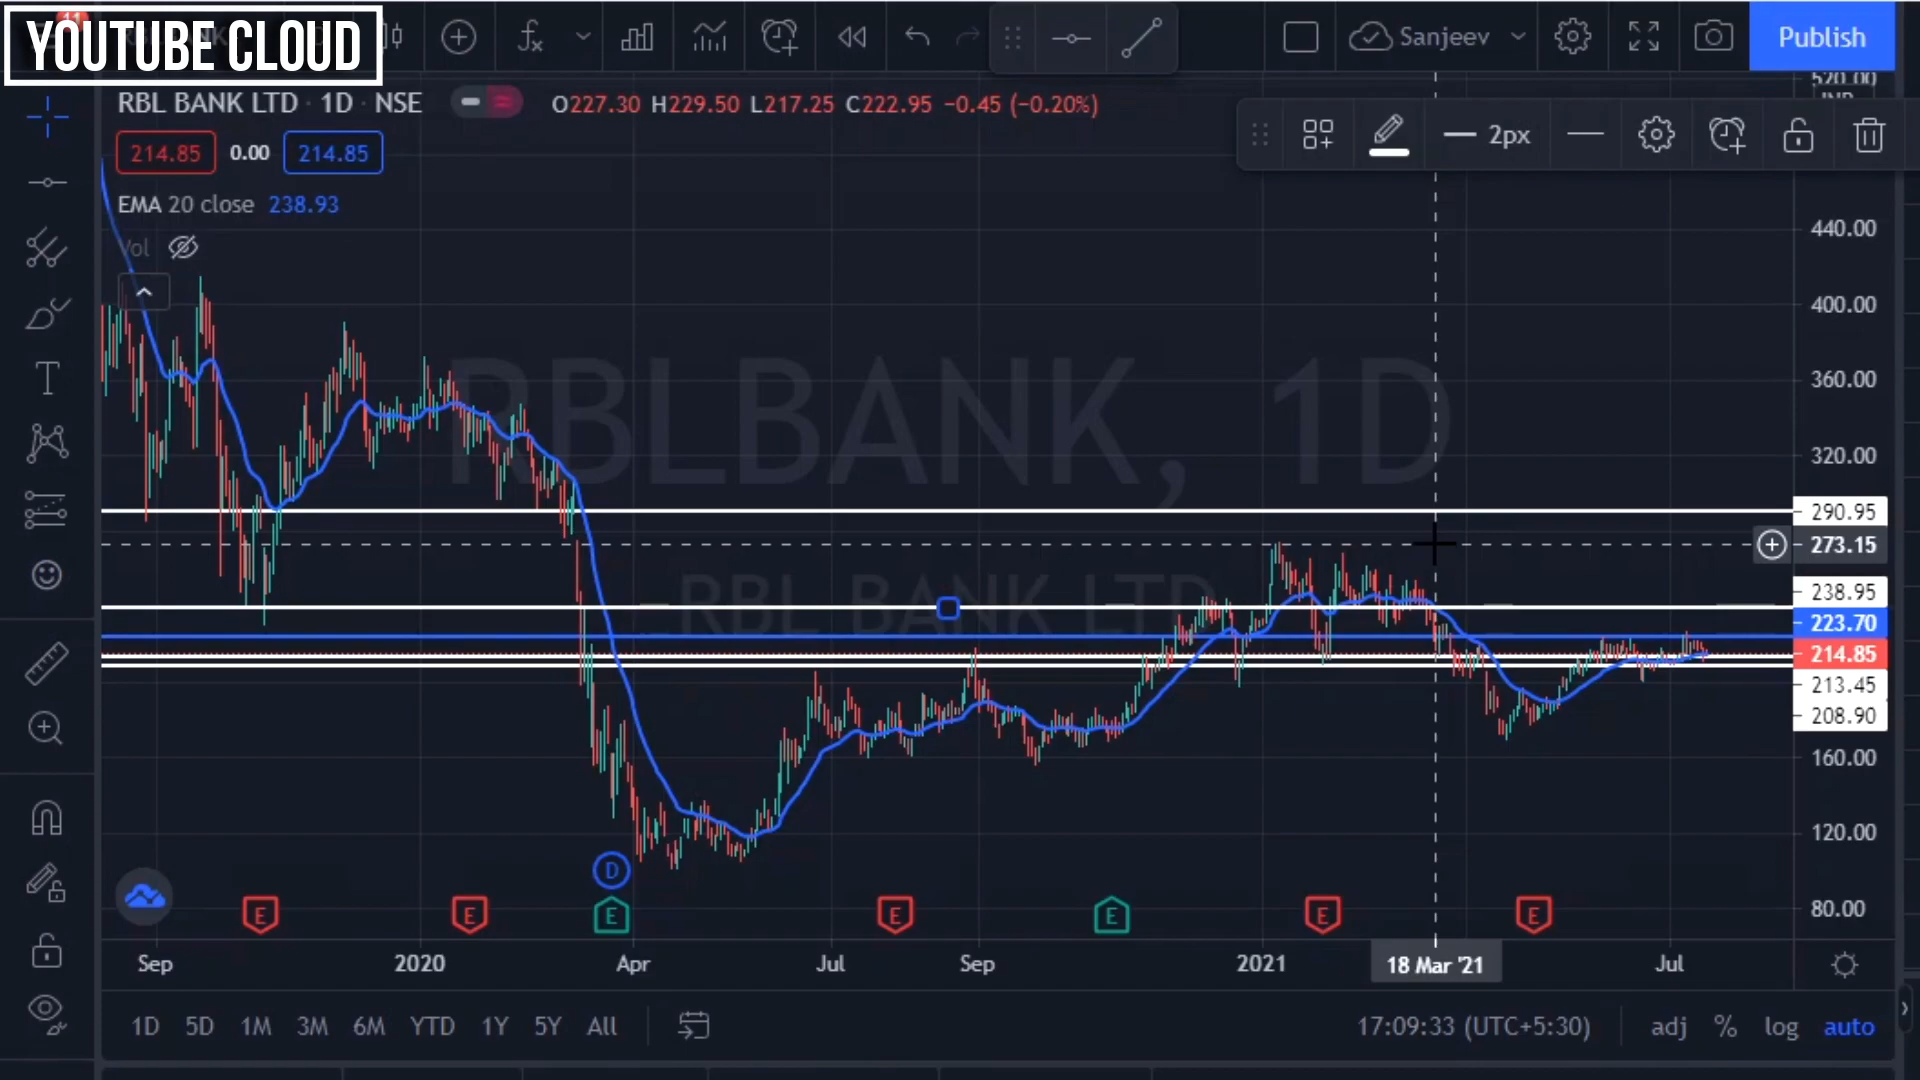 YOUTUBE CLOUD
11
Sanjeev
Publish
RBL BANK LTD · 1D · NSE
O227.30 H229.50 L217.25 C222.95 −0.45 (−0.20%)
214.85 0.00 214.85
EMA 20 close 238.93
Vol
2px
520.00
INR
440.00
400.00
360.00
320.00
290.95
273.15
238.95
223.70
214.85
213.45
208.90
160.00
120.00
80.00
RBLBANK, 1D
RBL BANK LTD
D
E E E E E E E
Sep 2020 Apr Jul Sep 2021 18 Mar '21 Jul
1D 5D 1M 3M 6M YTD 1Y 5Y All
17:09:33 (UTC+5:30) adj % log auto